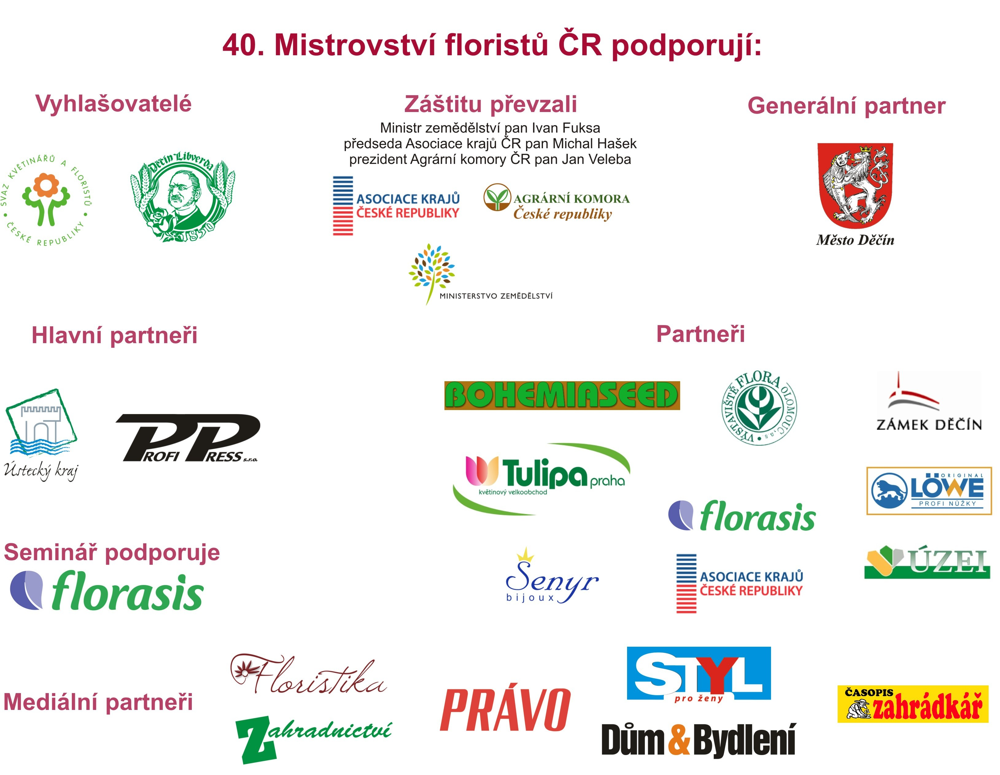 40. Mistrovství floristů ČR podporují:
Vyhlašovatelé
SVAZ KVĚTINÁŘŮ A FLORISTŮ
• ČESKÉ REPUBLIKY •
Děčín Libverda
1850
Záštitu převzali
Ministr zemědělství pan Ivan Fuksa
předseda Asociace krajů ČR pan Michal Hašek
prezident Agrární komory ČR pan Jan Veleba
ASOCIACE KRAJŮ
ČESKÉ REPUBLIKY
AGRÁRNÍ KOMORA
České republiky
MINISTERSTVO ZEMĚDĚLSTVÍ
Generální partner
Město Děčín
Hlavní partneři
Ústecký kraj
PROFI PRESS s.r.o.
Partneři
BOHEMIASEED
VÝSTAVIŠTĚ FLORA OLOMOUC, a.s.
ZÁMEK DĚČÍN
Tulipa praha
květinový velkoobchod
ORIGINAL
LÖWE
PROFI NŮŽKY
florasis
Seminář podporuje
florasis
Šenyr
bijoux
ASOCIACE KRAJŮ
ČESKÉ REPUBLIKY
ÚZEI
Mediální partneři
Floristika
Zahradnictví
PRÁVO
STYL
pro ženy
Dům & Bydlení
ČASOPIS
zahrádkář